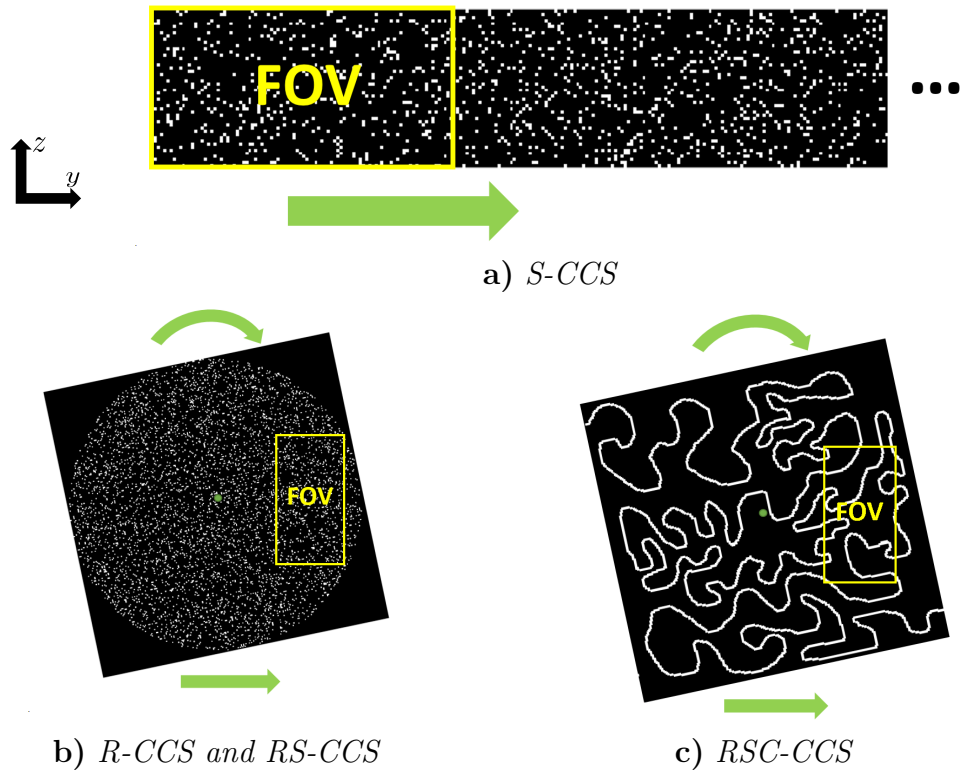 FOV
•••
z
y
a) S-CCS
FOV
FOV
b) R-CCS and RS-CCS
c) RSC-CCS